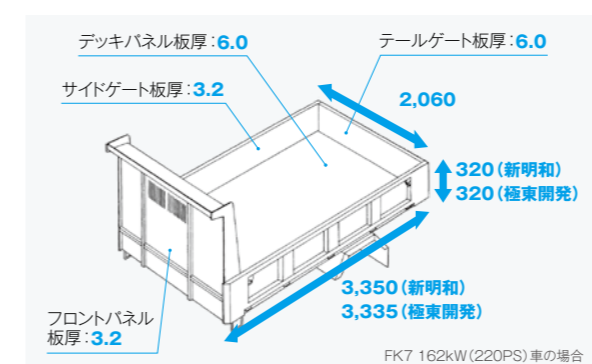 デッキパネル板厚：6.0
テールゲート板厚：6.0
サイドゲート板厚：3.2
2,060
320（新明和）
320（極東開発）
3,350（新明和）
3,335（極東開発）
フロントパネル
板厚：3.2
FK7 162kW（220PS）車の場合